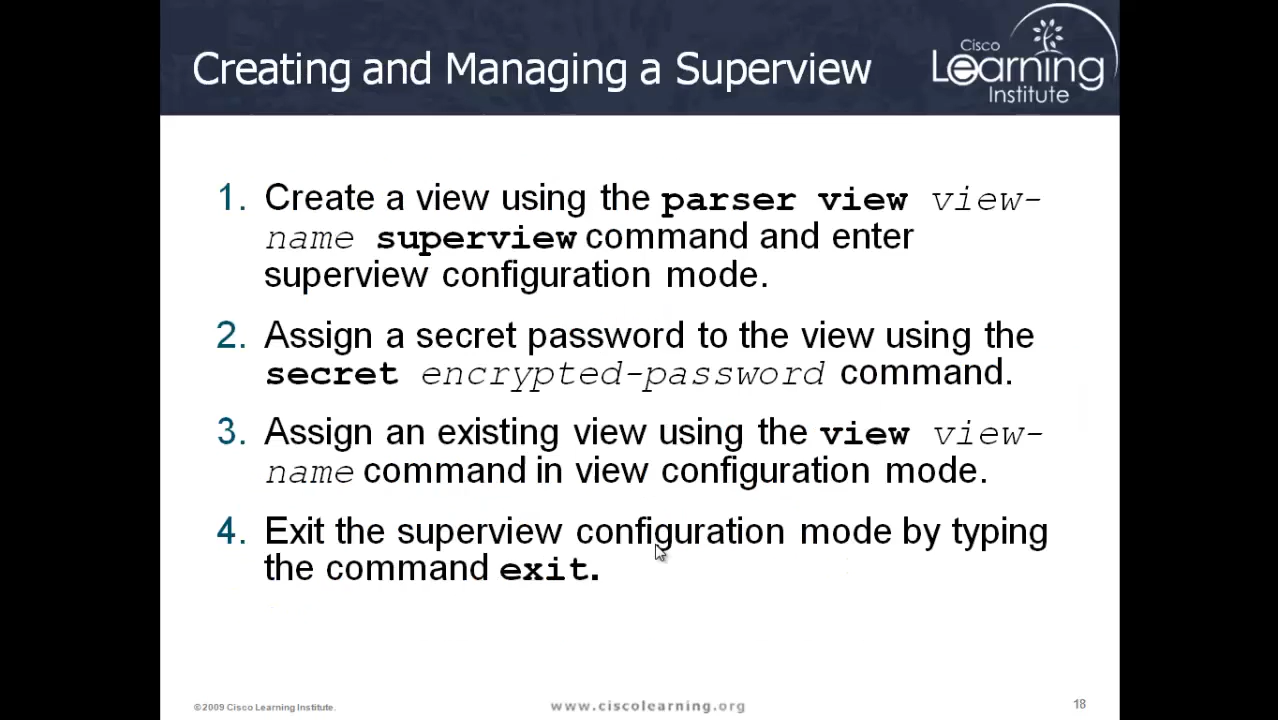 Creating and Managing a Superview
Cisco
Learning
Institute
1. Create a view using the parser view view-
name superview command and enter
superview configuration mode.
2. Assign a secret password to the view using the
secret encrypted-password command.
3. Assign an existing view using the view view-
name command in view configuration mode.
4. Exit the superview configuration mode by typing
the command exit.
©2009 Cisco Learning Institute.
www.ciscolearning.org
18